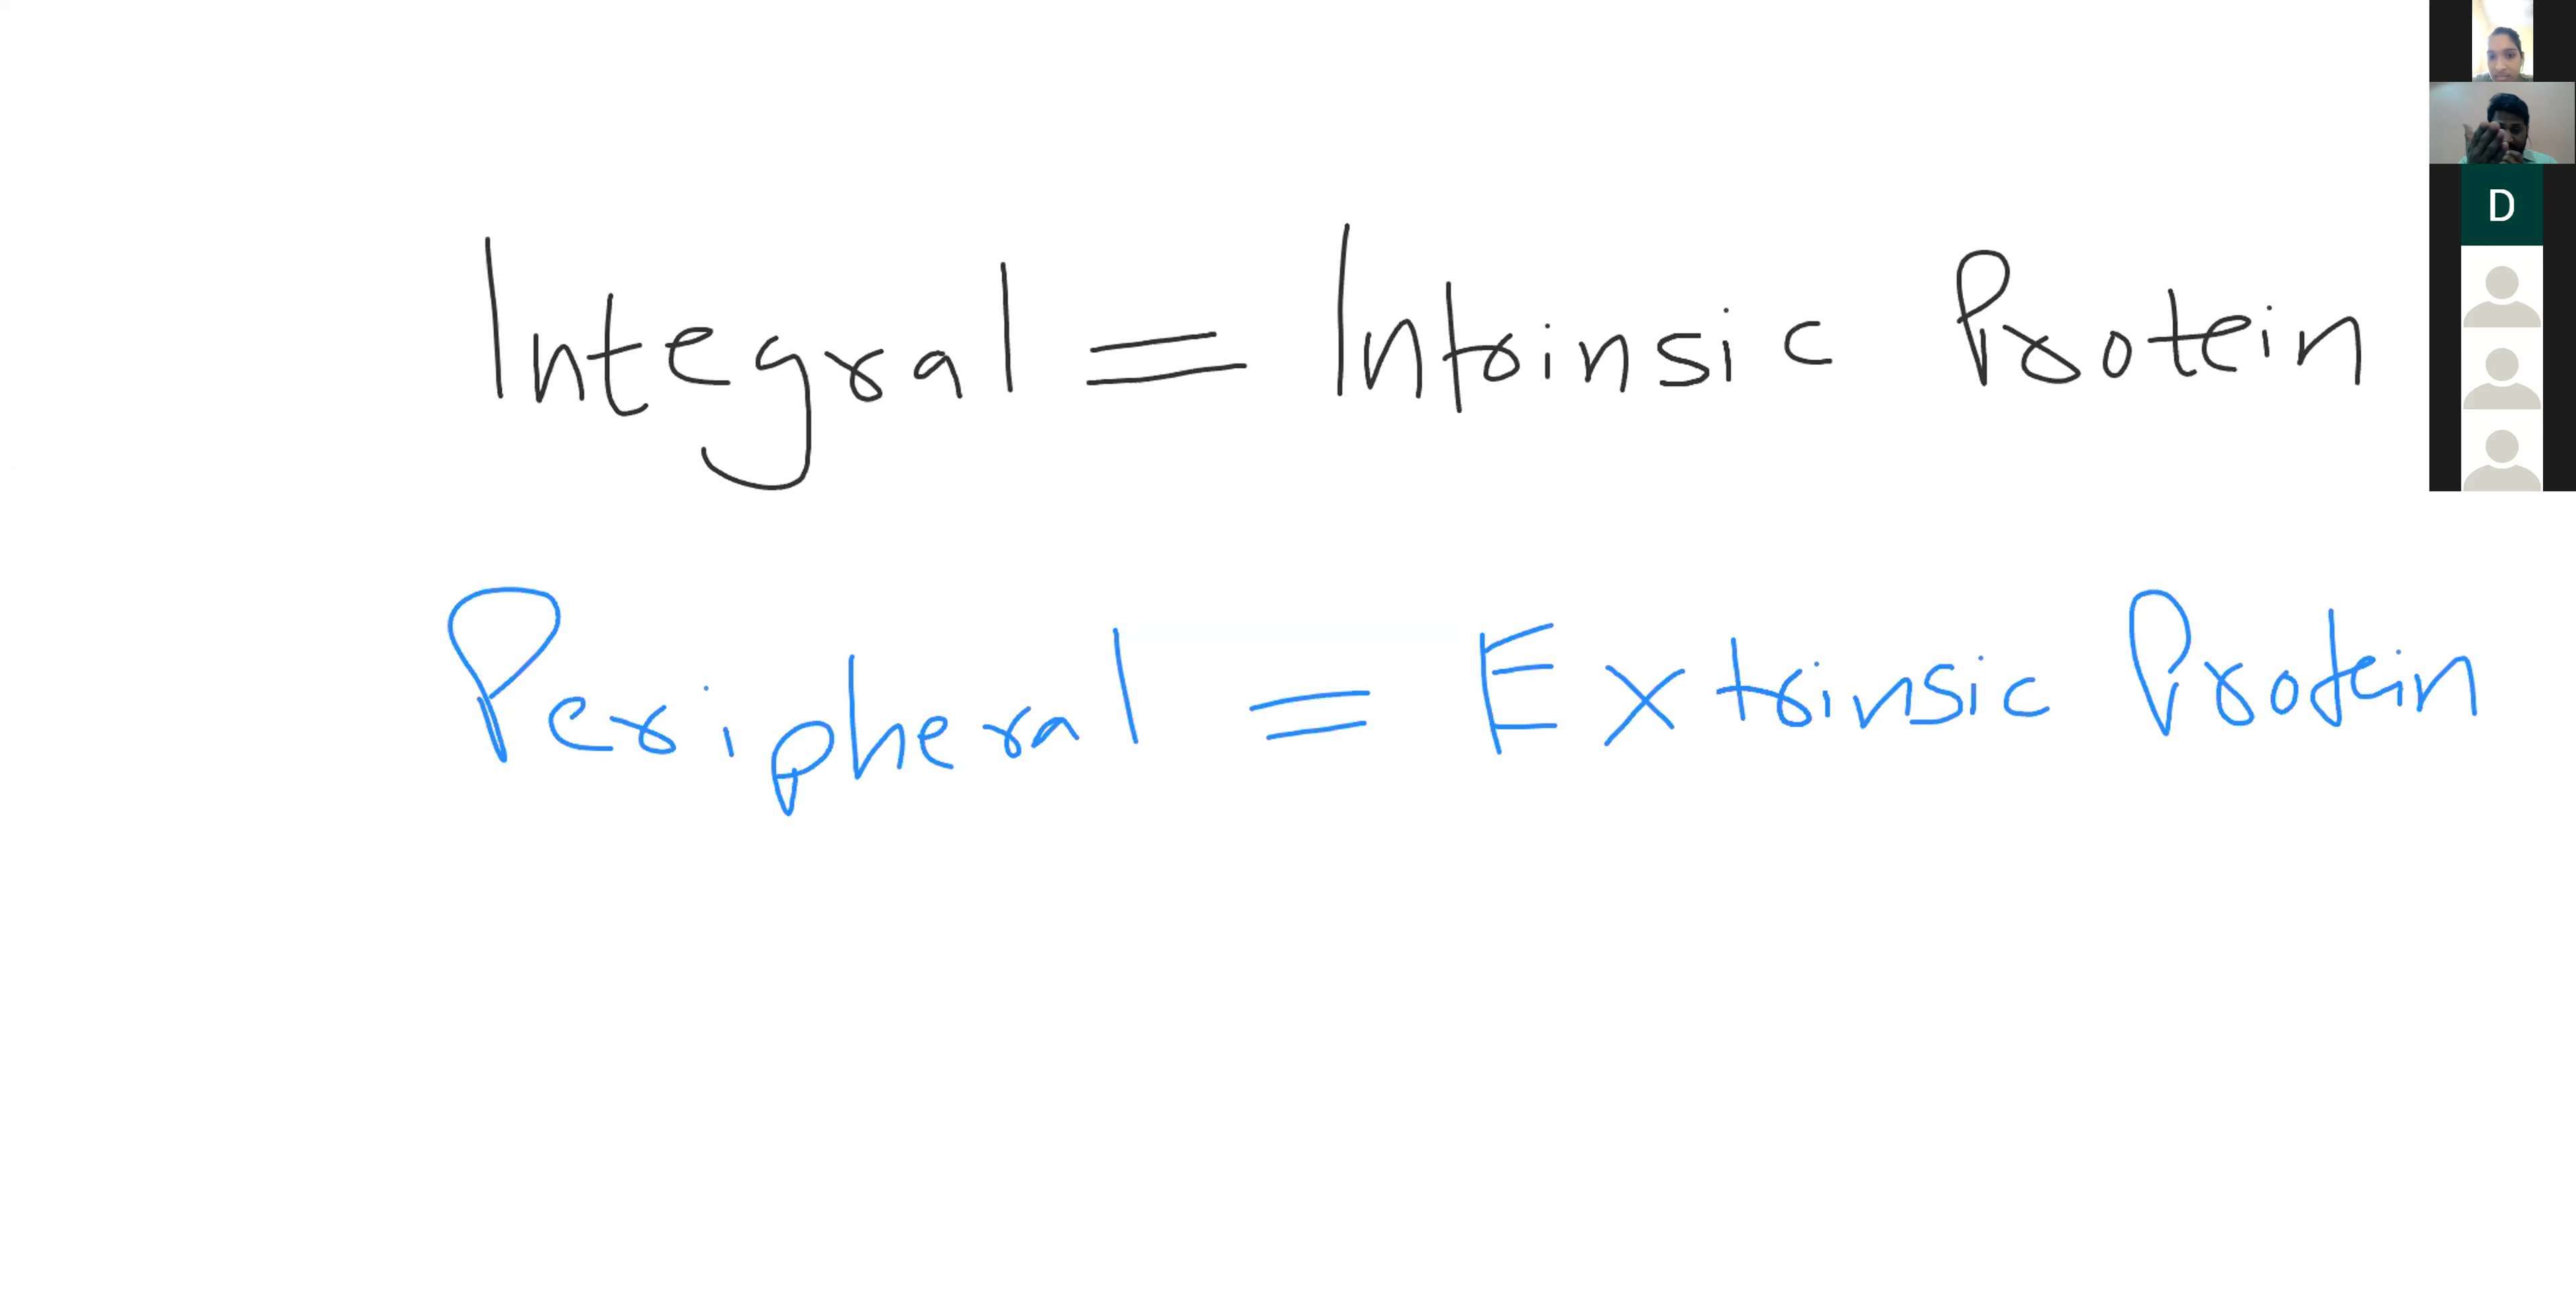 Integral = Intrinsic Protein
D
Peripheral = Extrinsic Protein